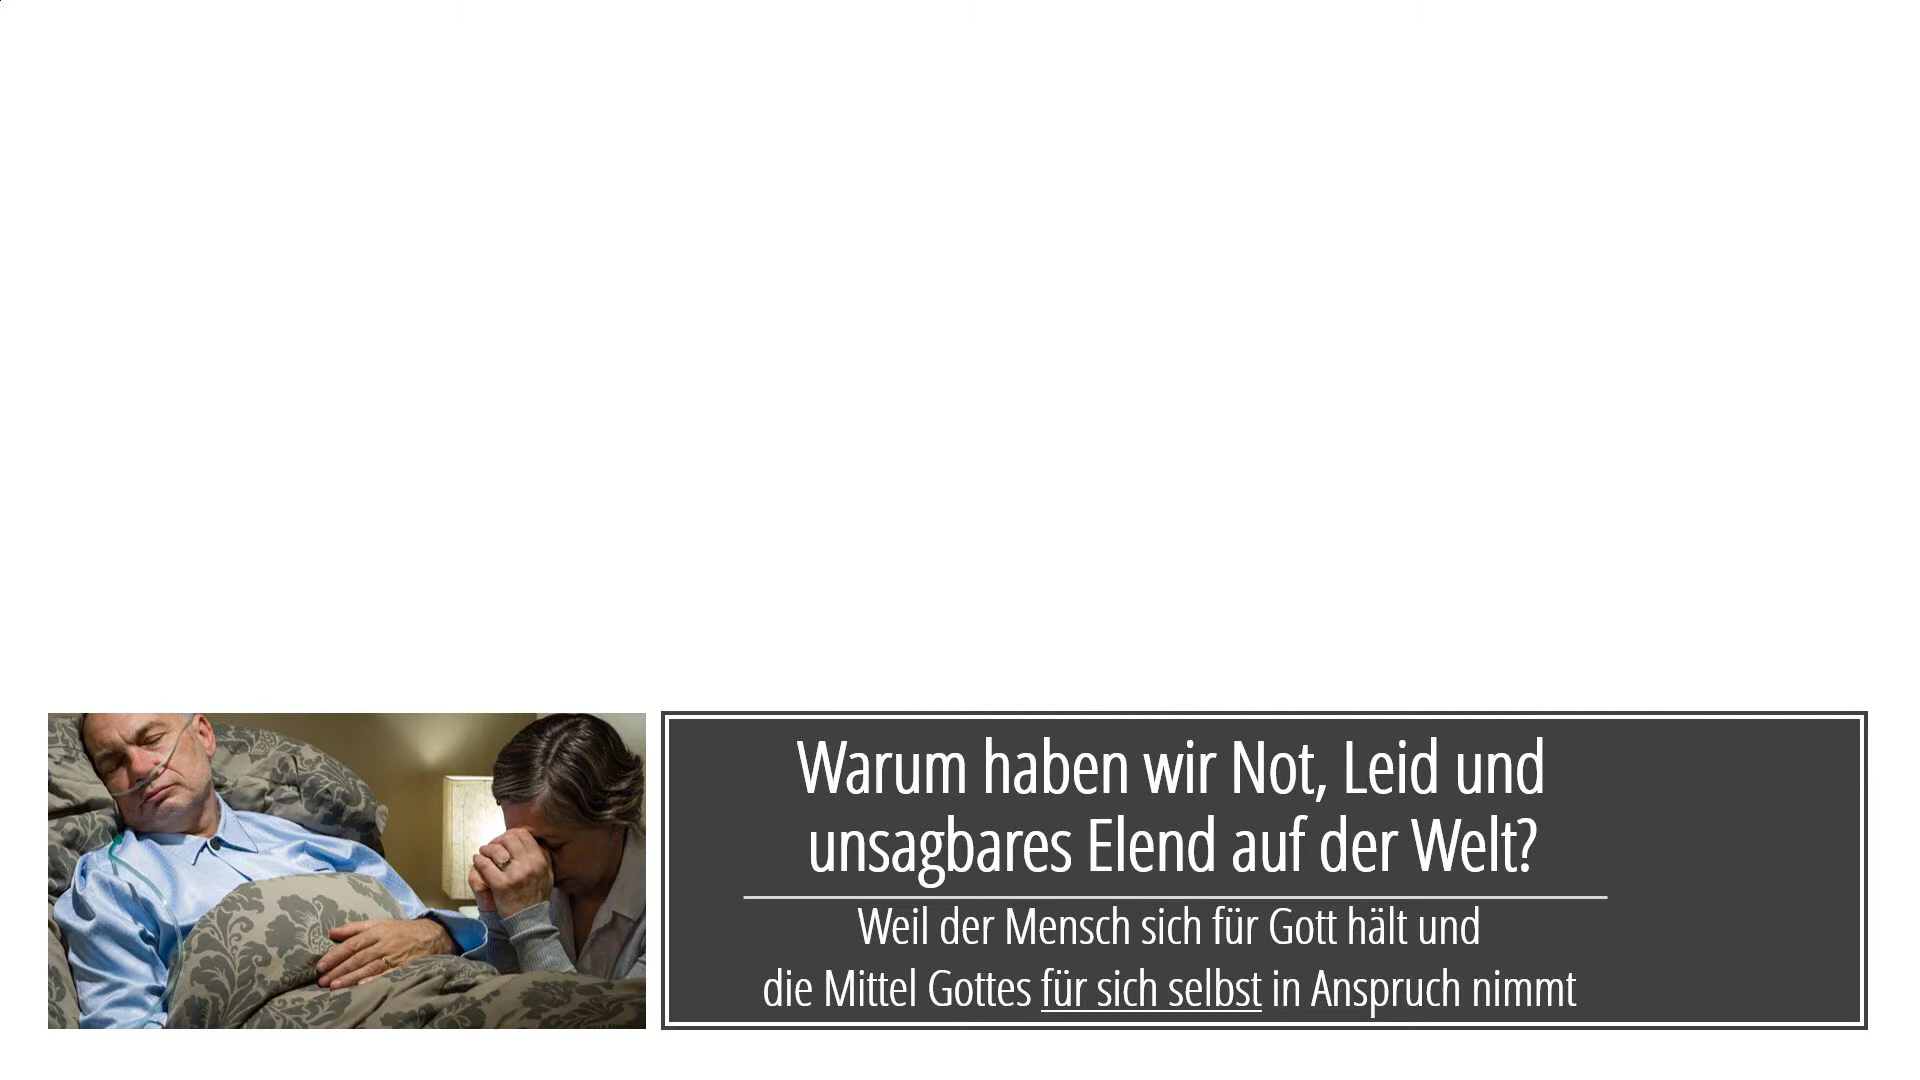 Warum haben wir Not, Leid und
unsagbares Elend auf der Welt?
Weil der Mensch sich für Gott hält und
die Mittel Gottes für sich selbst in Anspruch nimmt